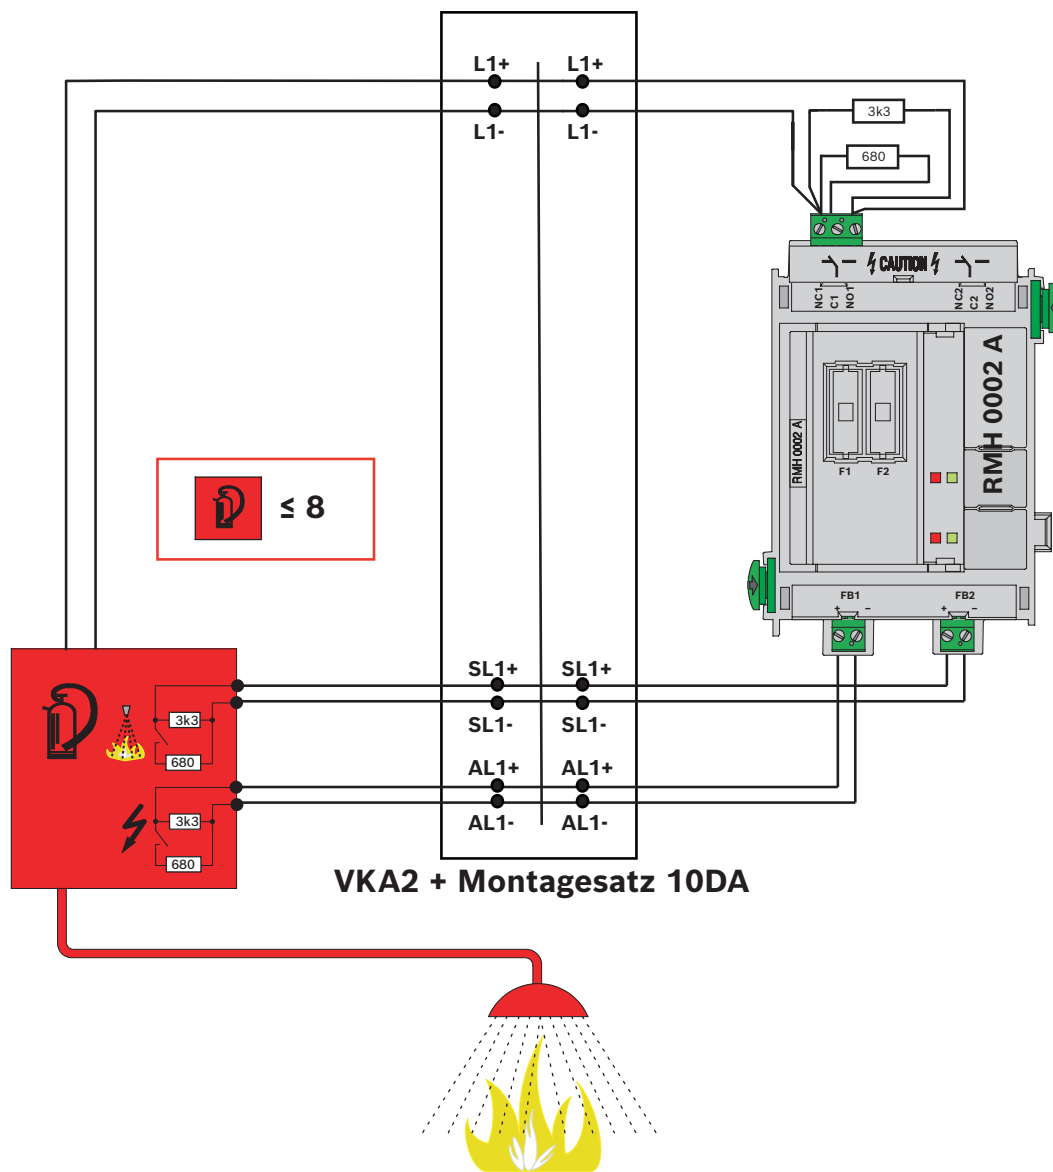 L1+ L1+
L1- L1-
3k3
680
CAUTION
NC1 C1 NO1 NC2 C2 NO2
RMH 0002 A
RMH 0002 A
F1 F2
≤ 8
FB1 FB2
+ - + -
SL1+ SL1+
SL1- SL1-
3k3
680
AL1+ AL1+
AL1- AL1-
3k3
680
VKA2 + Montagesatz 10DA